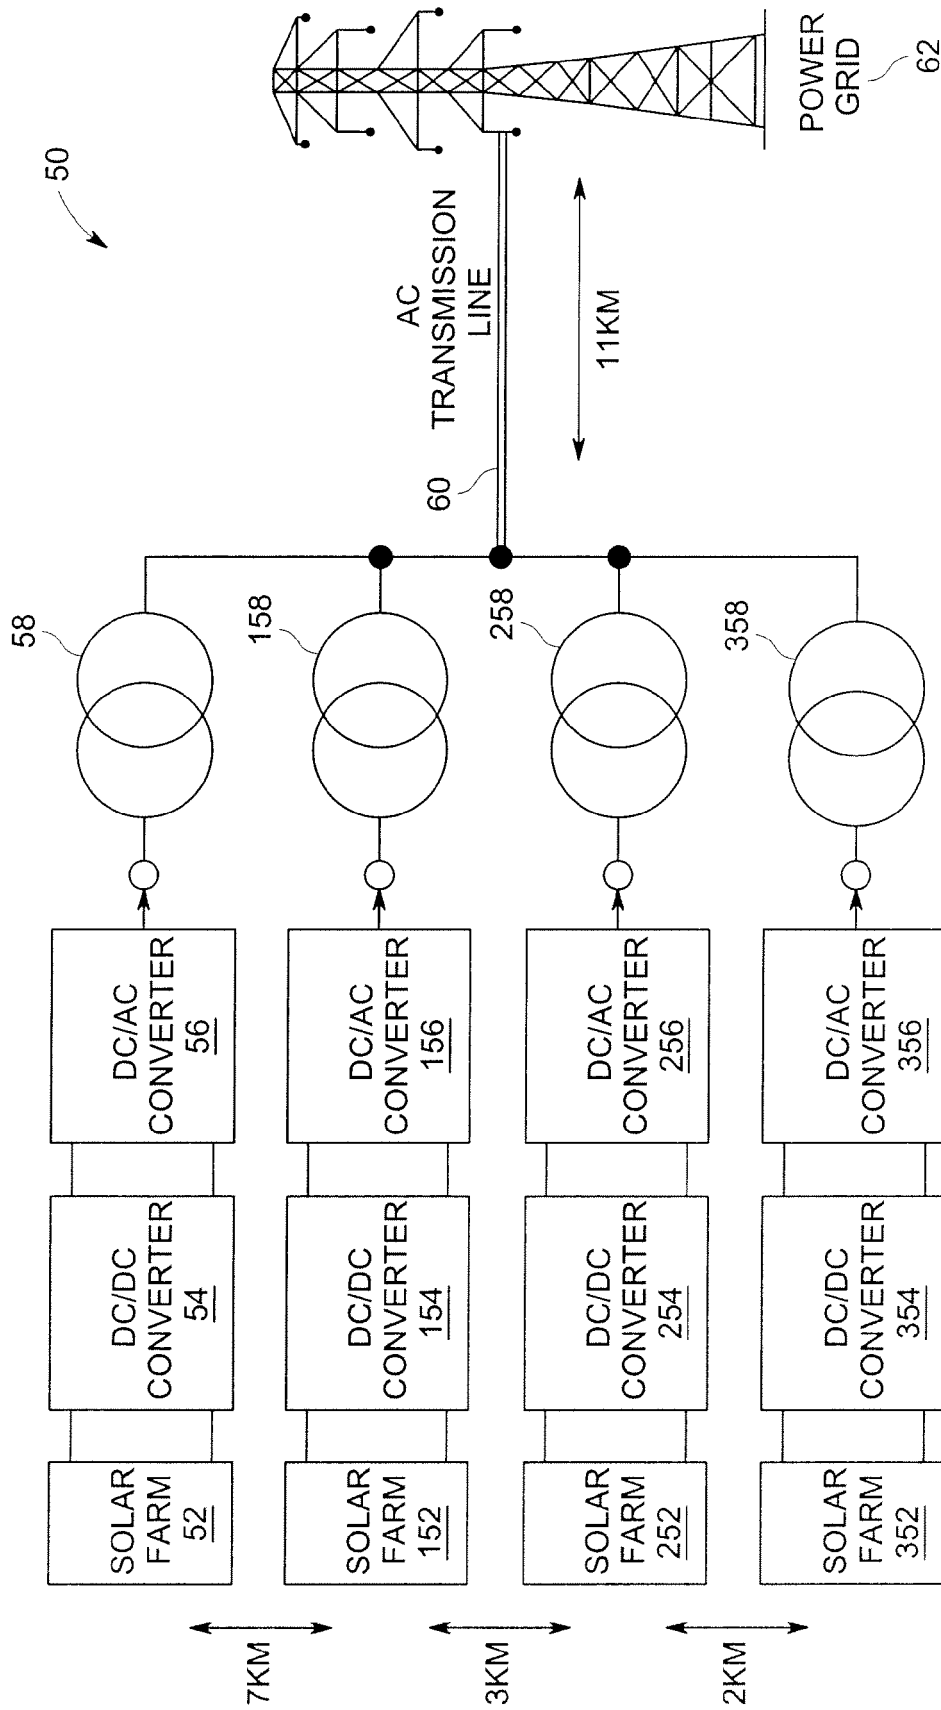 50
SOLAR
FARM
52
DC/DC
CONVERTER
54
DC/AC
CONVERTER
56
58
7KM
SOLAR
FARM
152
DC/DC
CONVERTER
154
DC/AC
CONVERTER
156
158
3KM
SOLAR
FARM
252
DC/DC
CONVERTER
254
DC/AC
CONVERTER
256
258
2KM
SOLAR
FARM
352
DC/DC
CONVERTER
354
DC/AC
CONVERTER
356
358
60
AC
TRANSMISSION
LINE
11KM
POWER
GRID
62